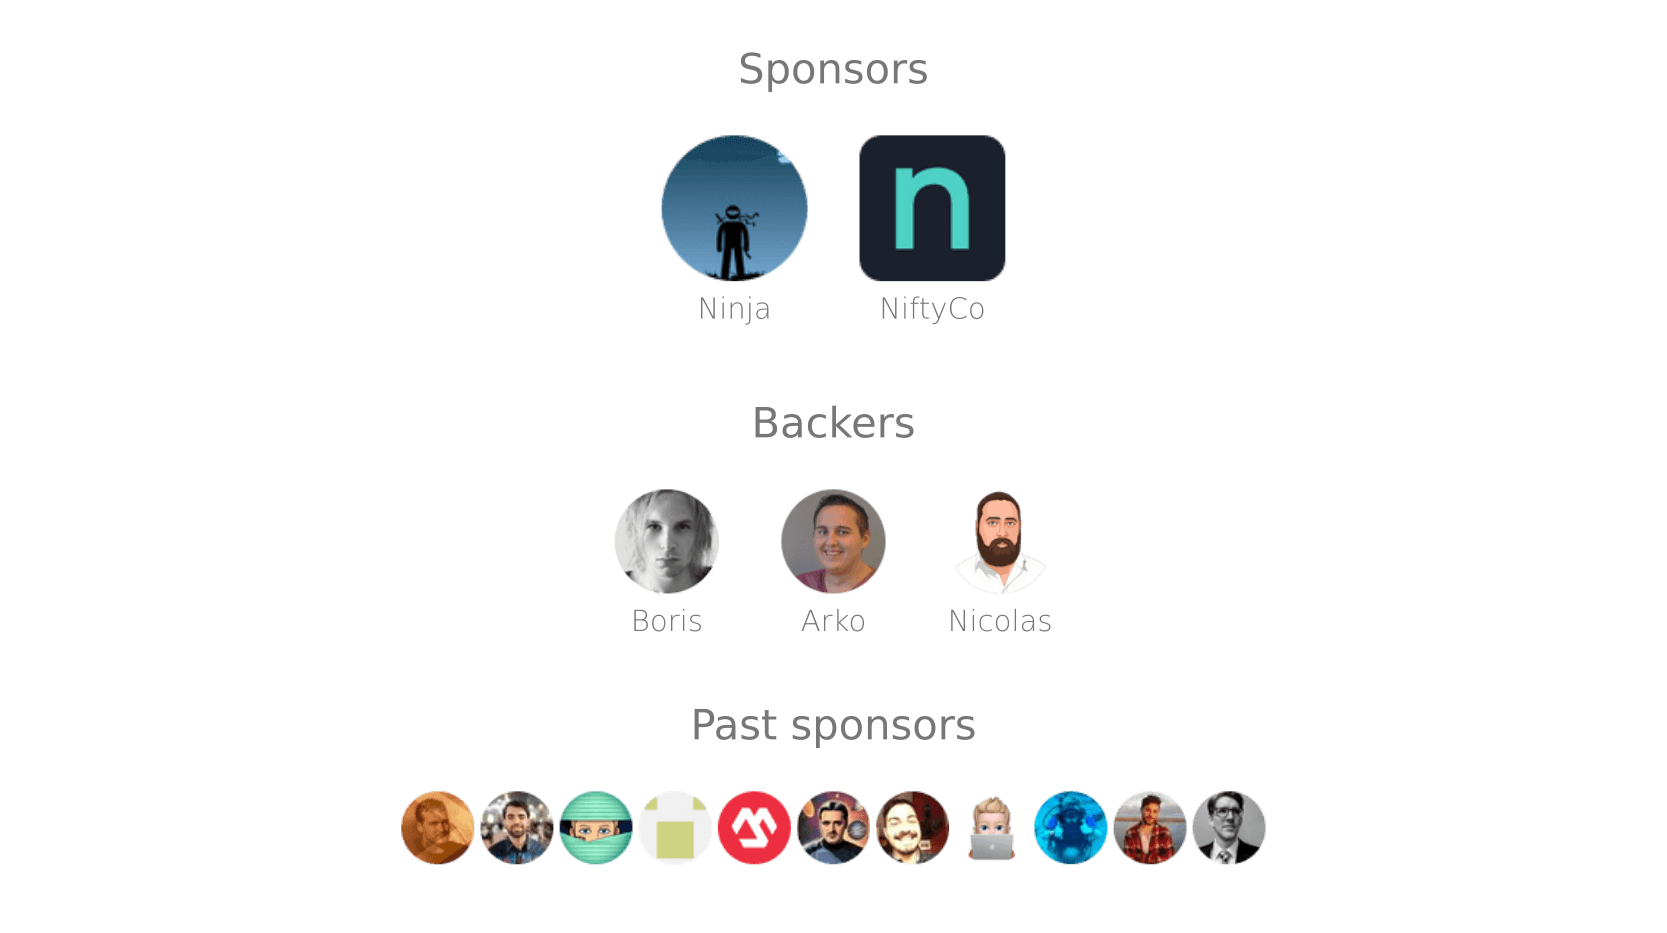 Sponsors
n
Ninja
NiftyCo
Backers
Boris
Arko
Nicolas
Past sponsors